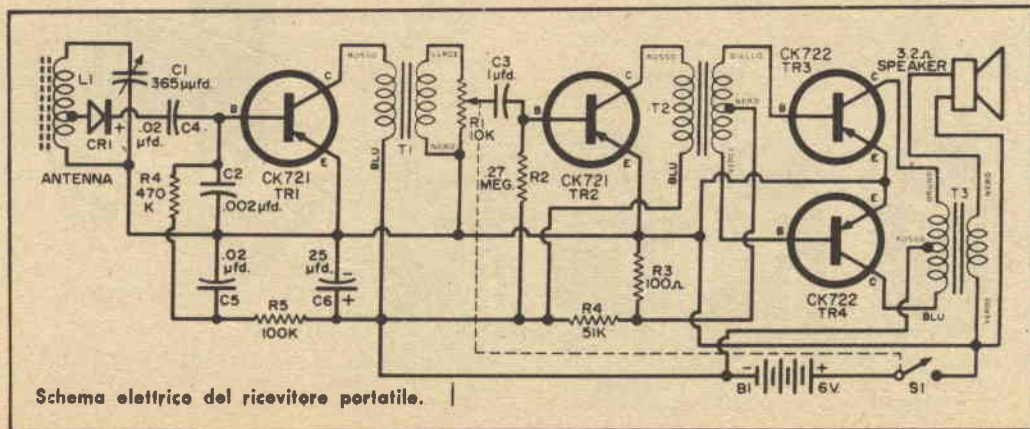 L1
C1
365µµfd.
CR1
+
.02
µfd.
C4
ANTENNA
R4
470
K
C2
.002µfd.
B
C
E
CK721
TR1
.02
µfd.
C5
R5
100K
25
µfd.
C6
-
+
ROSSO
BLU
T1
NERO
R1
10K
C3
1µfd.
27
MEG.
R2
B
C
E
CK721
TR2
R3
100Ω
R4
51K
ROSSO
BLU
T2
GIALLO
NERO
VERDE
CK722
TR3
B
C
E
3.2Ω
SPEAKER
B
E
C
CK722
TR4
ROSSO
BLU
T3
NERO
VERDE
-
B1
+
6V.
S1
Schema elettrico del ricevitore portatile.